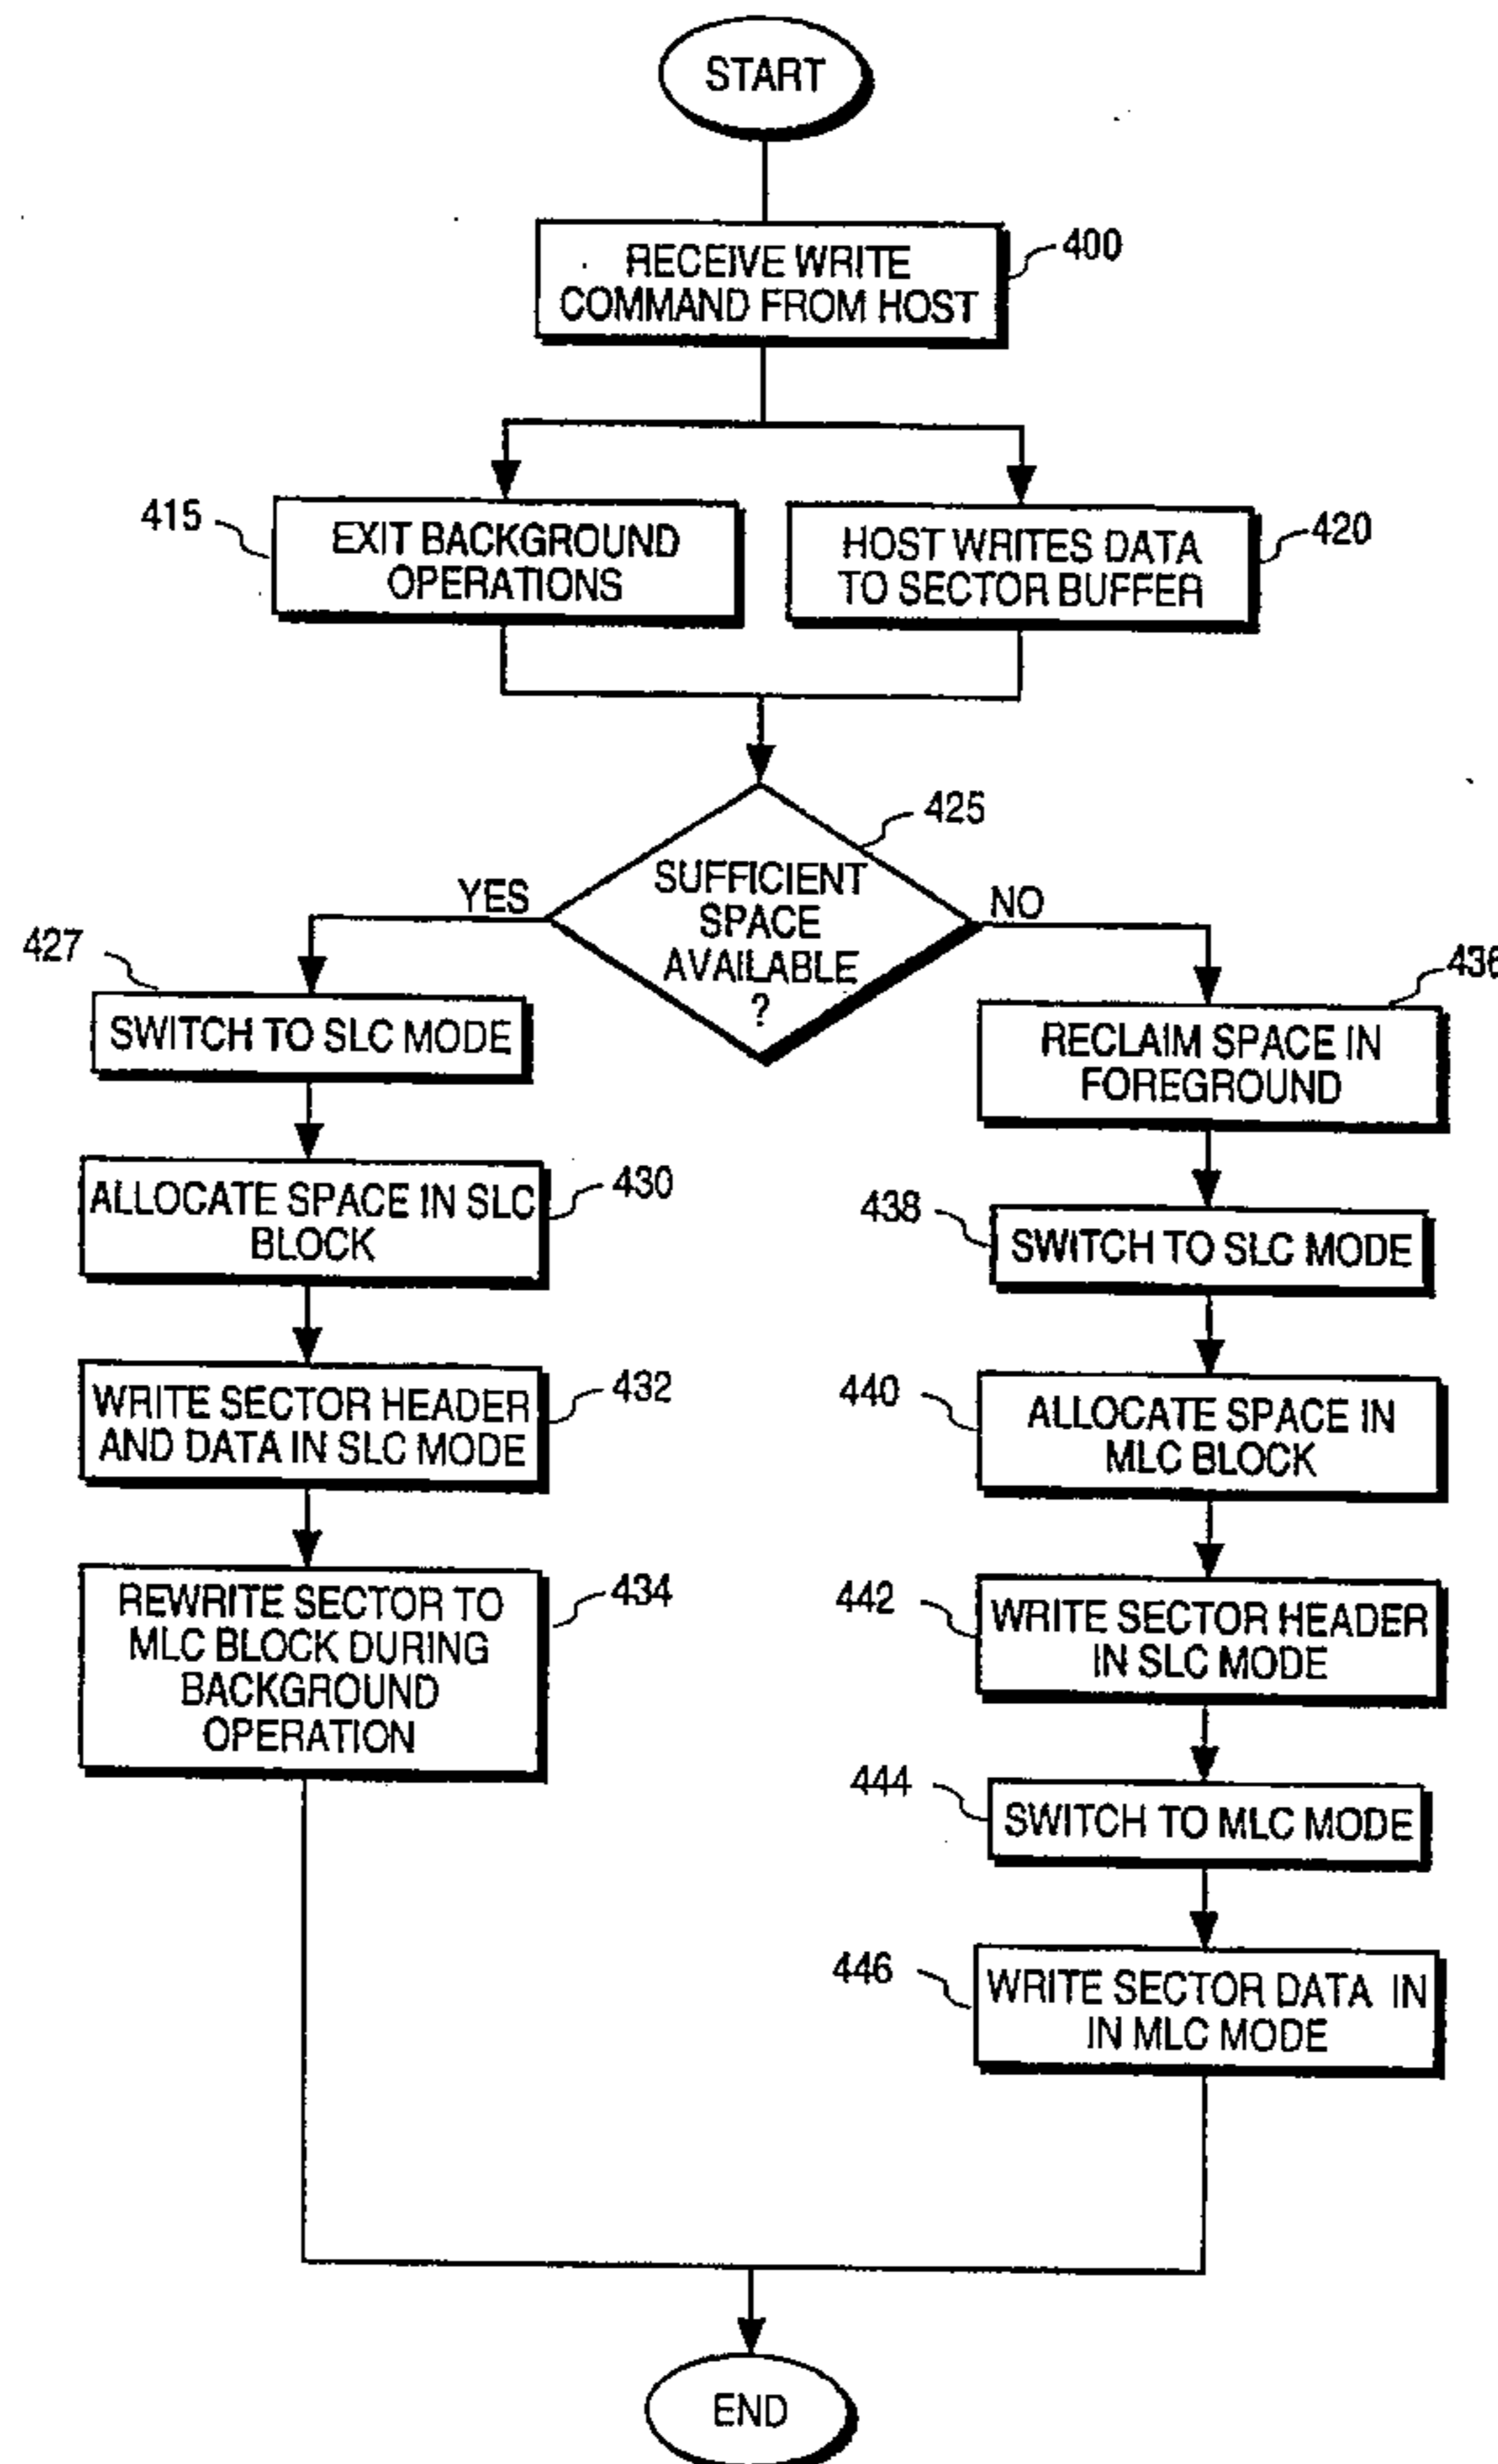 START
RECEIVE WRITE
COMMAND FROM HOST
400
415
EXIT BACKGROUND
OPERATIONS
HOST WRITES DATA
TO SECTOR BUFFER
420
425
SUFFICIENT
SPACE
AVAILABLE
?
YES
NO
427
SWITCH TO SLC MODE
ALLOCATE SPACE IN SLC
BLOCK
430
WRITE SECTOR HEADER
AND DATA IN SLC MODE
432
REWRITE SECTOR TO
MLC BLOCK DURING
BACKGROUND
OPERATION
434
436
RECLAIM SPACE IN
FOREGROUND
438
SWITCH TO SLC MODE
440
ALLOCATE SPACE IN
MLC BLOCK
442
WRITE SECTOR HEADER
IN SLC MODE
444
SWITCH TO MLC MODE
446
WRITE SECTOR DATA IN
IN MLC MODE
END